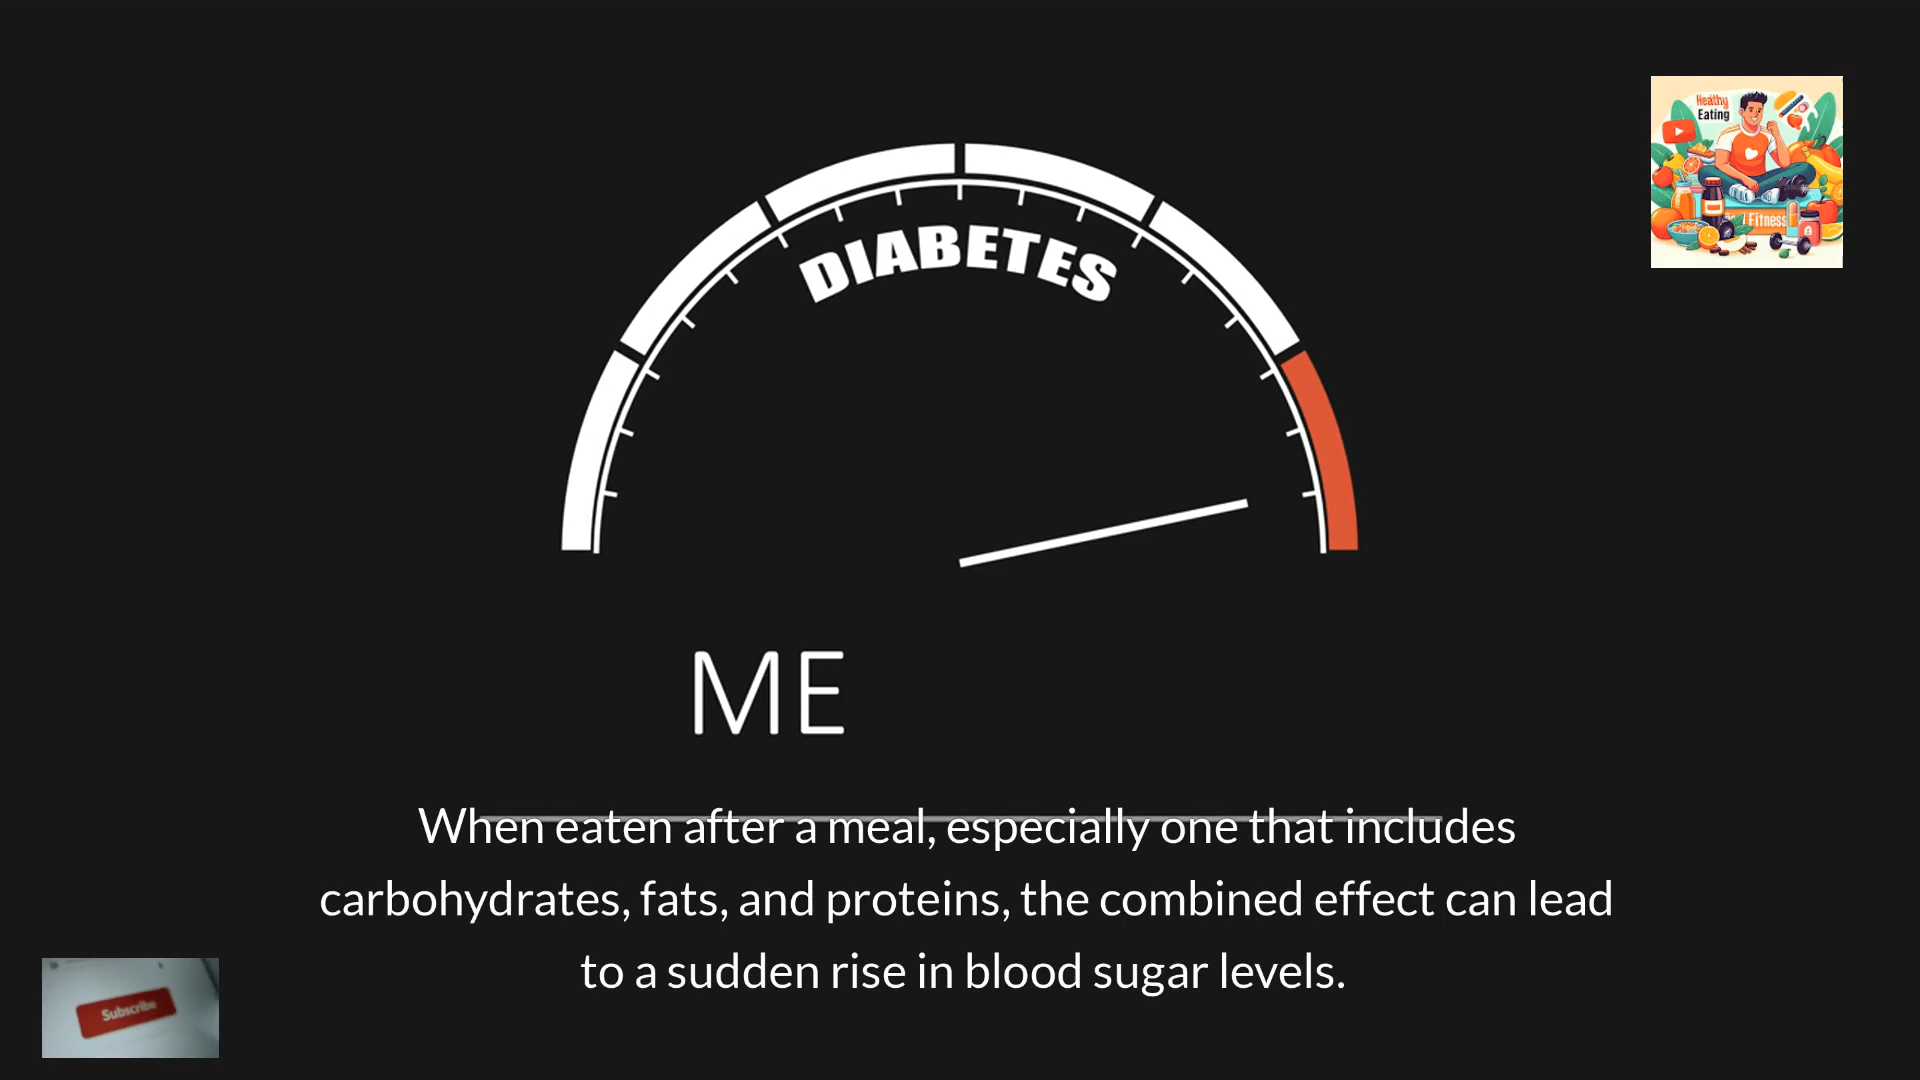 Healthy
Eating
Fitness
DIABETES
ME
When eaten after a meal, especially one that includes
carbohydrates, fats, and proteins, the combined effect can lead
to a sudden rise in blood sugar levels.
Subscribe